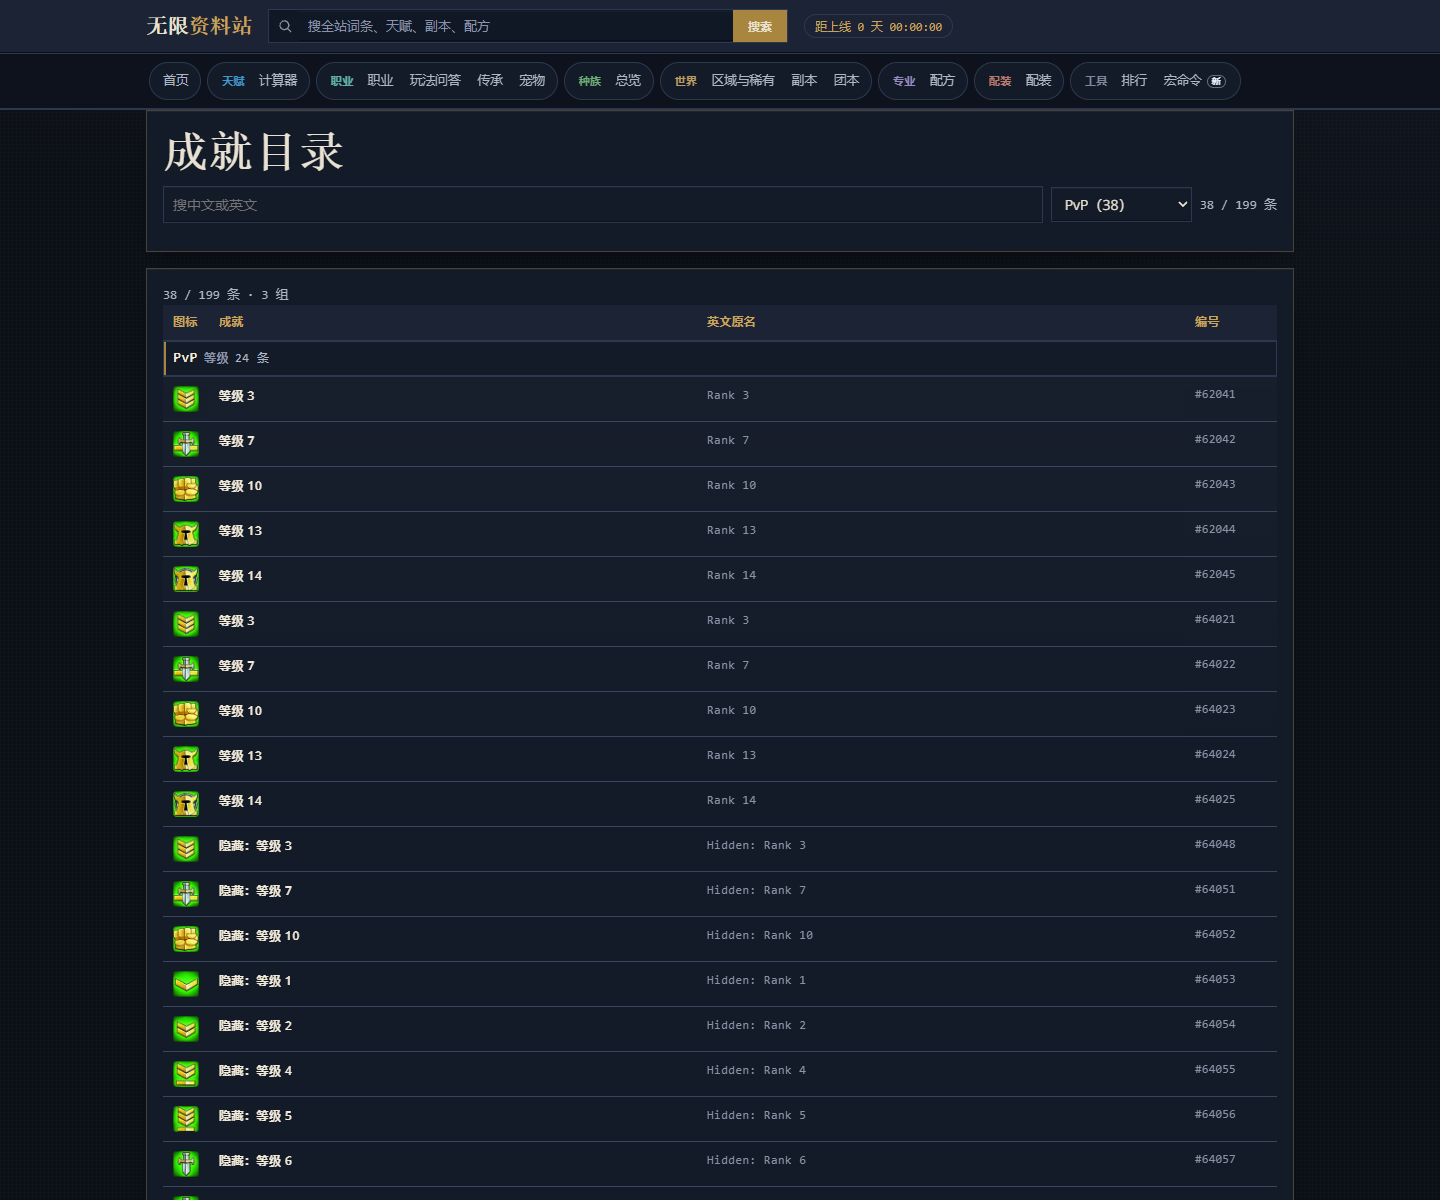 无限资料站 搜全站词条、天赋、副本、配方 搜索 距上线 0 天 00:00:00
首页 天赋 计算器 职业 职业 玩法问答 传承 宠物 种族 总览 世界 区域与稀有 副本 团本 专业 配方 配装 配装 工具 排行 宏命令 新
成就目录
搜中文或英文 PvP (38) 38 / 199 条
38 / 199 条 · 3 组
图标 成就 英文原名 编号
PvP 等级 24 条
等级 3 Rank 3 #62041
等级 7 Rank 7 #62042
等级 10 Rank 10 #62043
等级 13 Rank 13 #62044
等级 14 Rank 14 #62045
等级 3 Rank 3 #64021
等级 7 Rank 7 #64022
等级 10 Rank 10 #64023
等级 13 Rank 13 #64024
等级 14 Rank 14 #64025
隐藏：等级 3 Hidden: Rank 3 #64048
隐藏：等级 7 Hidden: Rank 7 #64051
隐藏：等级 10 Hidden: Rank 10 #64052
隐藏：等级 1 Hidden: Rank 1 #64053
隐藏：等级 2 Hidden: Rank 2 #64054
隐藏：等级 4 Hidden: Rank 4 #64055
隐藏：等级 5 Hidden: Rank 5 #64056
隐藏：等级 6 Hidden: Rank 6 #64057